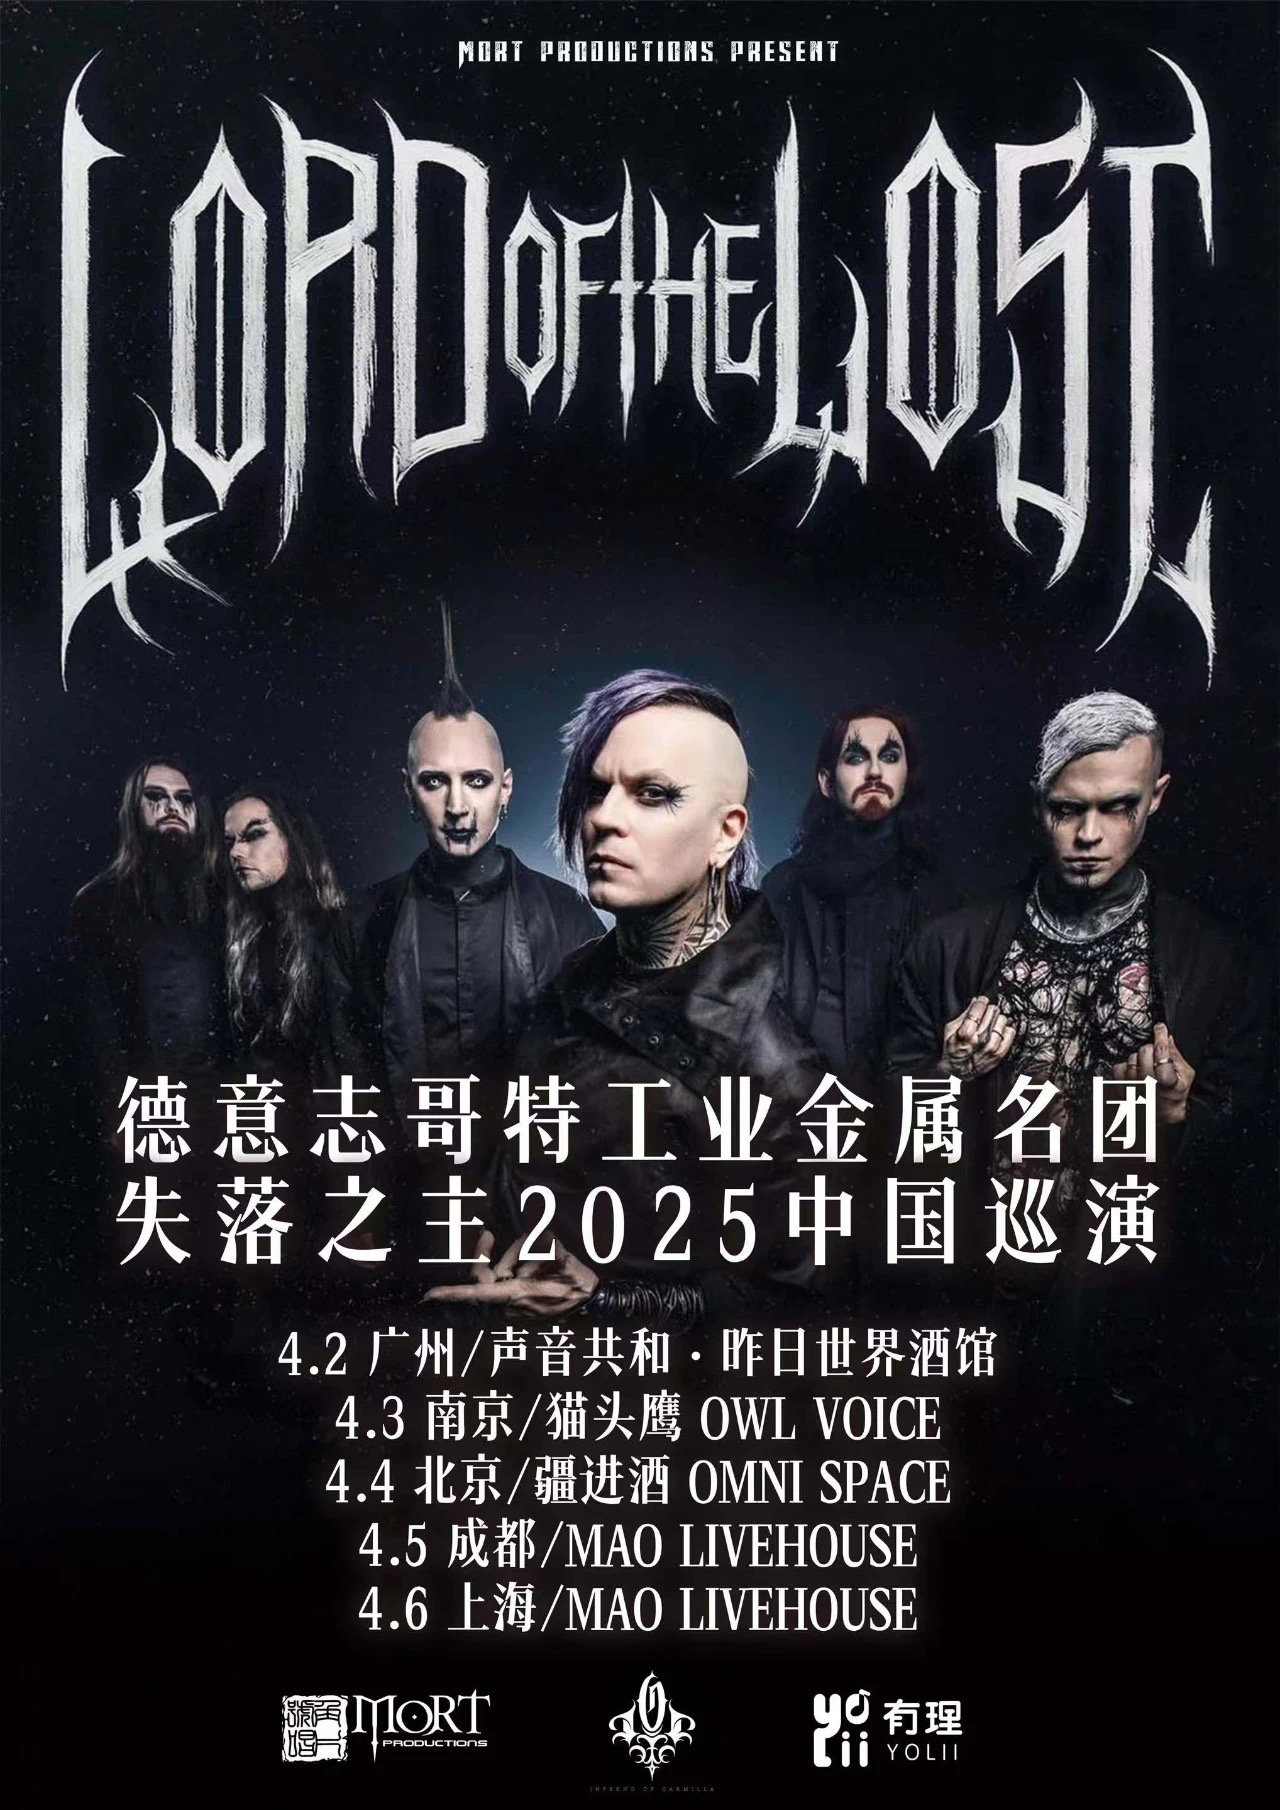 MORT PRODUCTIONS PRESENT
LORD OF THE LOST
德意志哥特工业金属名团
失落之主2025中国巡演
4.2 广州/声音共和·昨日世界酒馆
4.3 南京/猫头鹰 OWL VOICE
4.4 北京/疆进酒 OMNI SPACE
4.5 成都/MAO LIVEHOUSE
4.6 上海/MAO LIVEHOUSE
MORT
PRODUCTIONS
INFERNO OF CARMILLA
yolii 有理
YOLII